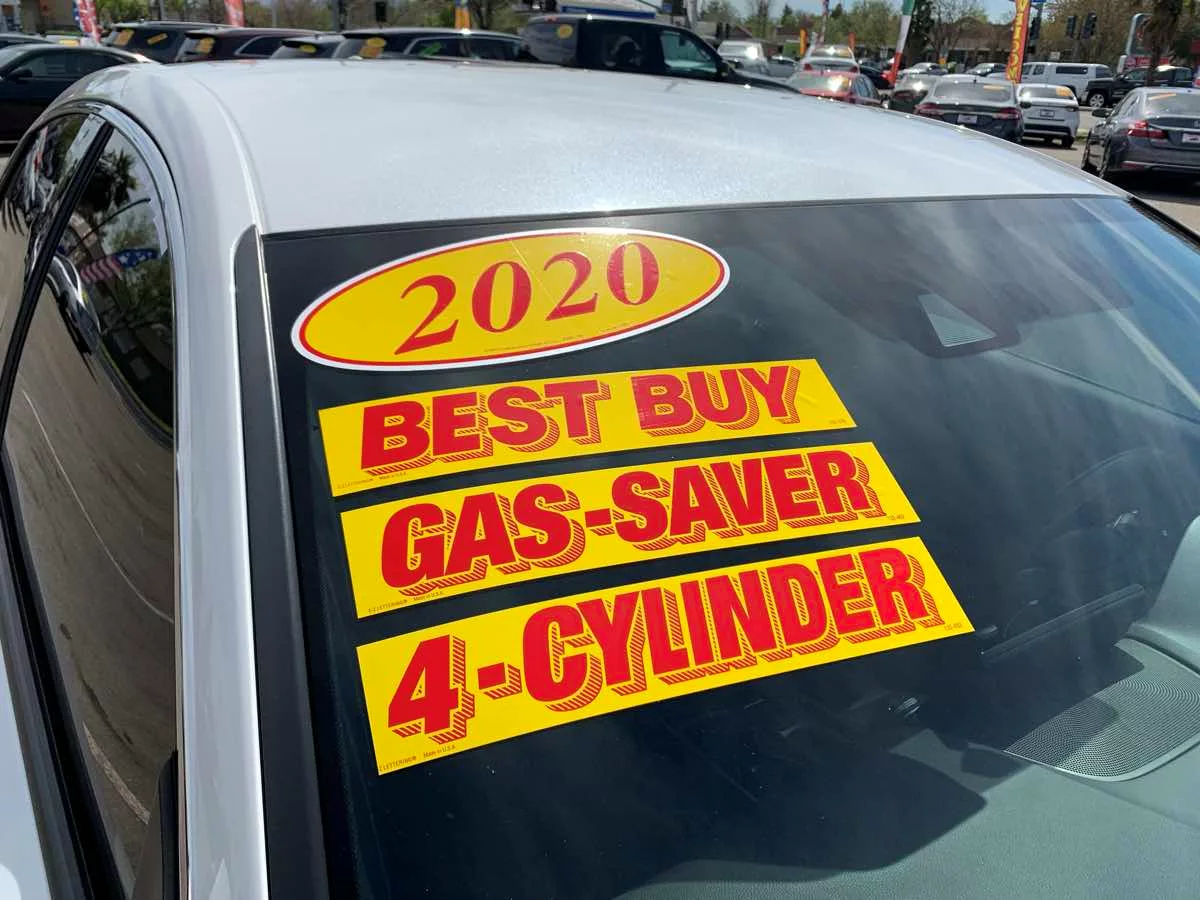 2020
BEST BUY
GAS-SAVER
4-CYLINDER